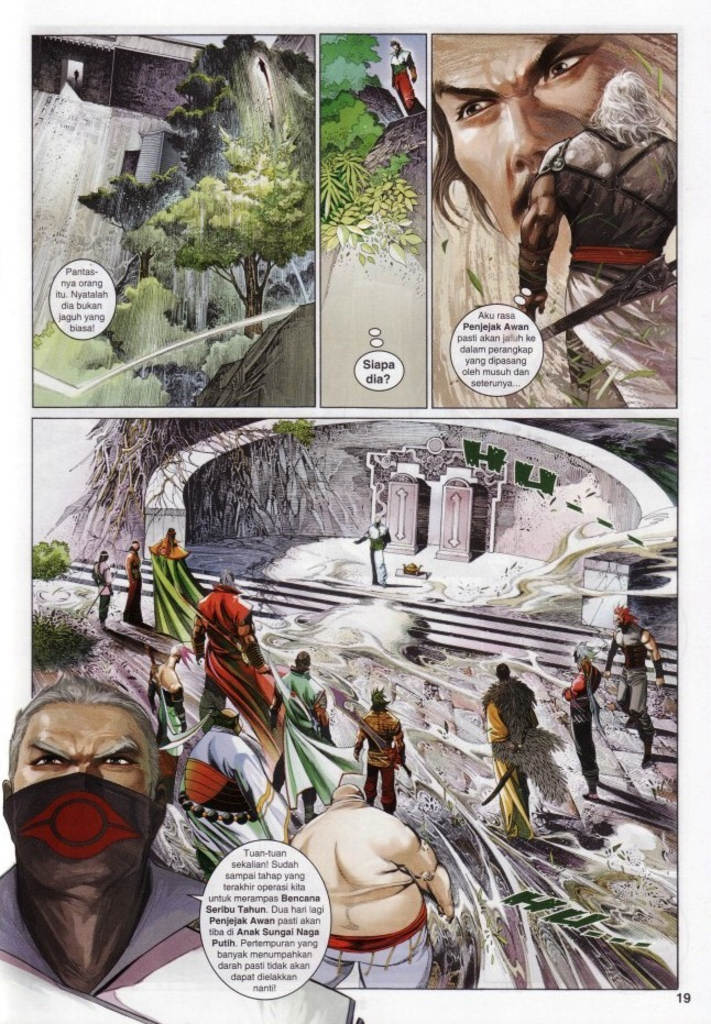 Pantas-
nya orang
itu. Nyatalah
dia bukan
jaguh yang
biasa!
Siapa
dia?
Aku rasa
Penjejak Awan
pasti akan jatuh ke
dalam perangkap
yang dipasang
oleh musuh dan
seterunya...
HU...
HU...
Tuan-tuan
sekalian! Sudah
sampai tahap yang
terakhir operasi kita
untuk merampas Bencana
Seribu Tahun. Dua hari lagi
Penjejak Awan pasti akan
tiba di Anak Sungai Naga
Putih. Pertempuran yang
banyak menumpahkan
darah pasti tidak akan
dapat dielakkan
nanti!
19